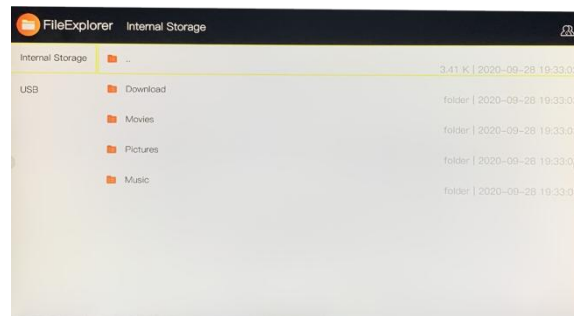 FileExplorer Internal Storage
Internal Storage
..
3.41 K | 2020-09-28 19:33:0
USB
Download
folder | 2020-09-28 19:33:0
Movies
folder | 2020-09-28 19:33:0
Pictures
folder | 2020-09-28 19:33:0
Music
folder | 2020-09-28 19:33:0